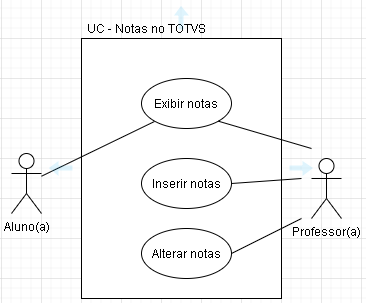 UC - Notas no TOTVS
Exibir notas
Inserir notas
Aluno(a)
Professor(a)
Alterar notas